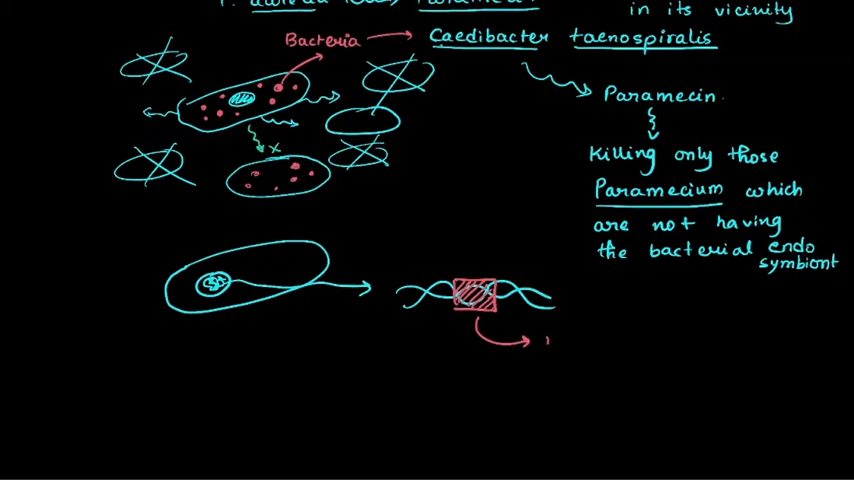 in its vicinity
Bacteria
Caedibacter taenospiralis
Paramecin
Killing only those
Paramecium which
are not having
the bacterial endo
symbiont
x